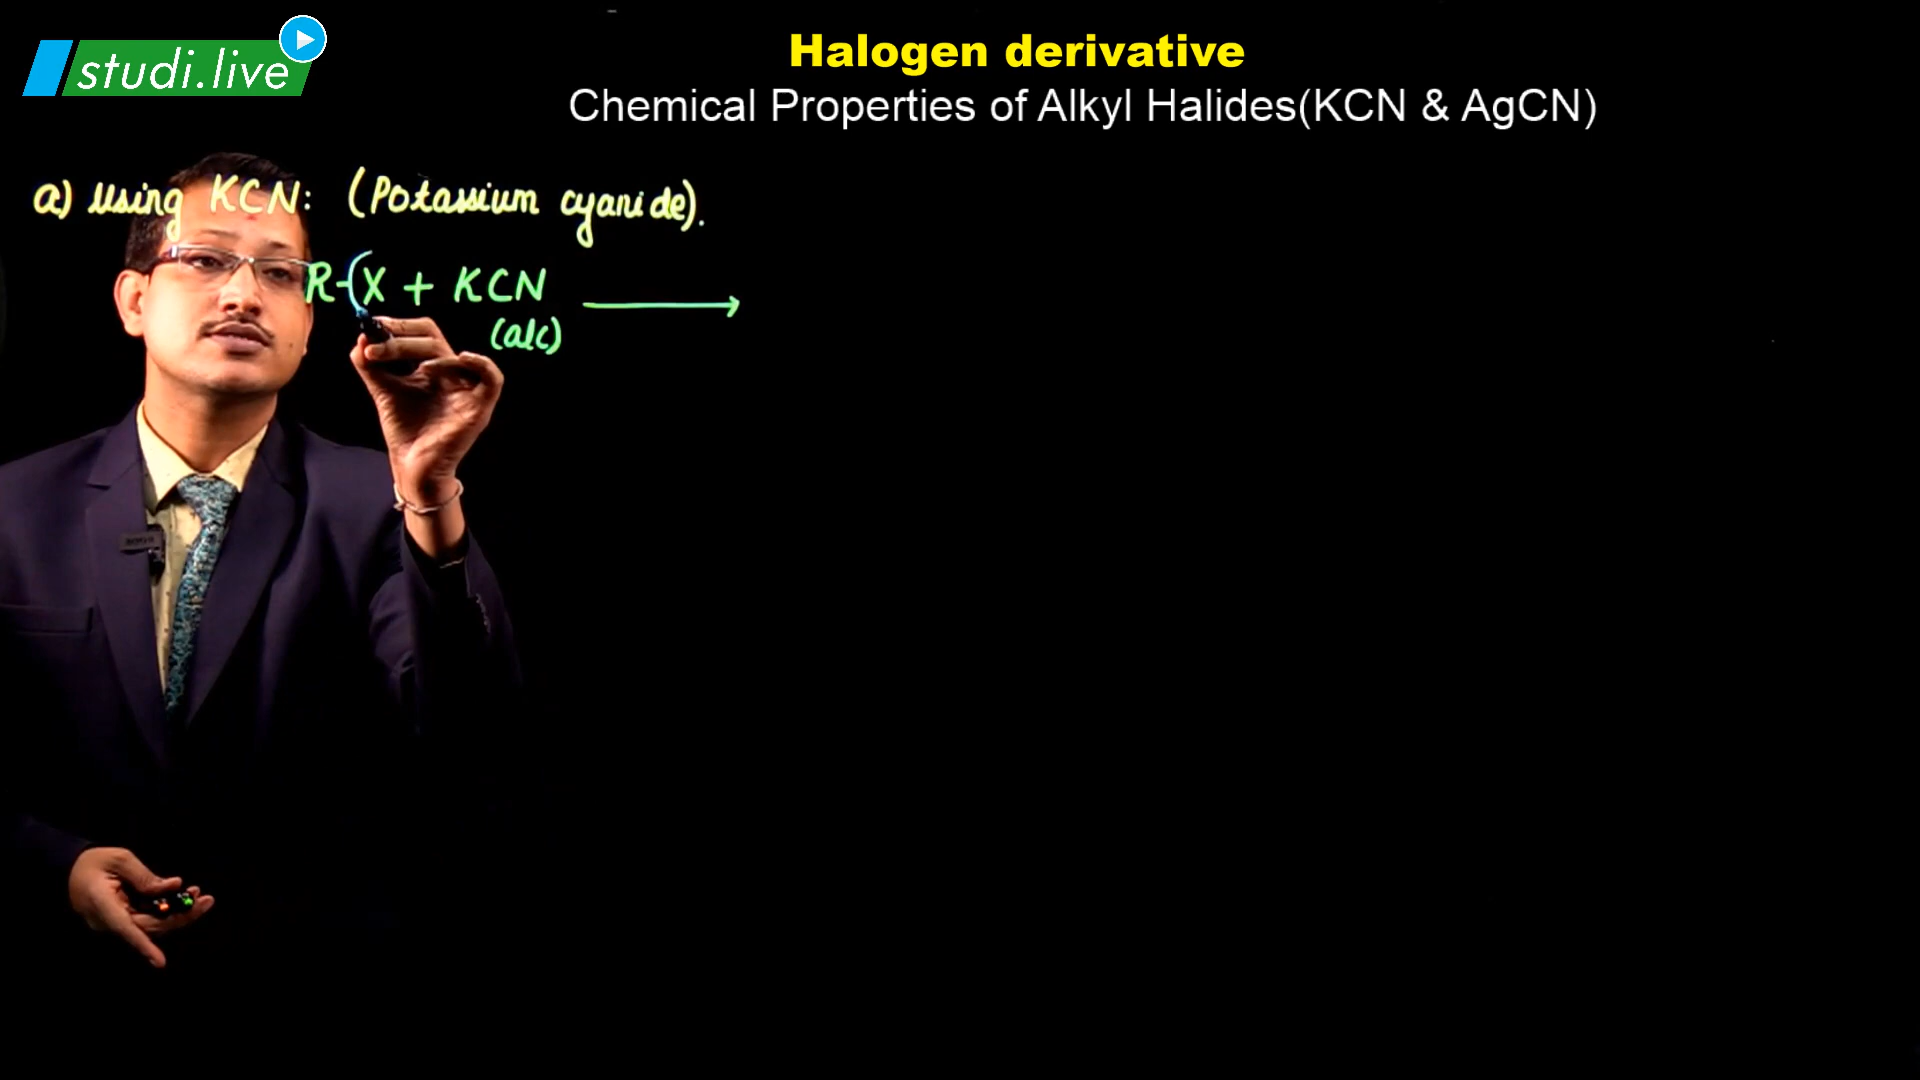 studi.live
Halogen derivative
Chemical Properties of Alkyl Halides(KCN & AgCN)
a) Using KCN: (Potassium cyanide).
R-(X + KCN ⟶
(alc)